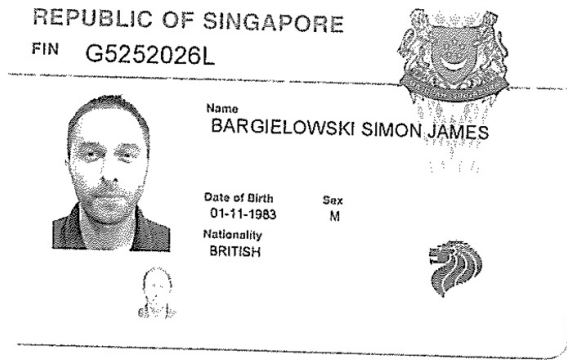 REPUBLIC OF SINGAPORE
FIN G5252026L
Name
BARGIELOWSKI SIMON JAMES
Date of Birth Sex
01-11-1983 M
Nationality
BRITISH